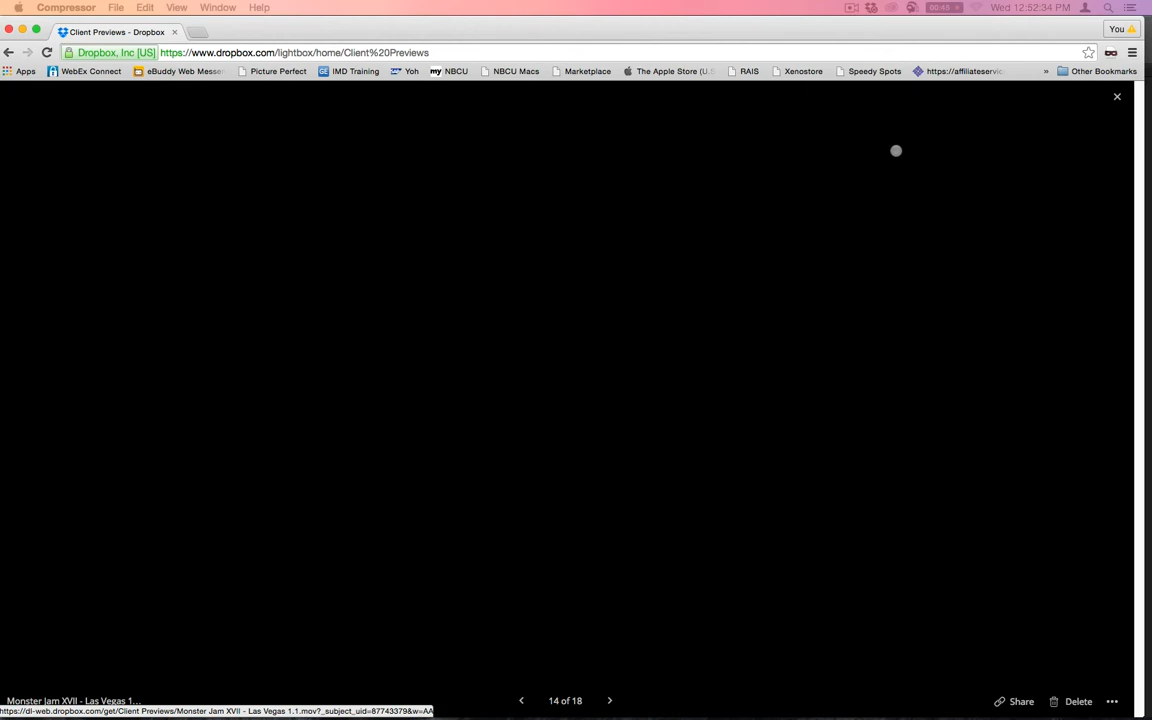 Compressor File Edit View Window Help 00:45 Wed 12:52:34 PM
Client Previews - Dropbox You
Dropbox, Inc [US] https://www.dropbox.com/lightbox/home/Client%20Previews
Apps WebEx Connect eBuddy Web Messe Picture Perfect GE IMD Training Yoh my NBCU NBCU Macs Marketplace The Apple Store (U.S RAIS Xenostore Speedy Spots https://affiliateservic » Other Bookmarks
Monster Jam XVII - Las Vegas 1... 14 of 18 Share Delete
https://dl-web.dropbox.com/get/Client Previews/Monster Jam XVII - Las Vegas 1.1.mov?_subject_uid=87743379&w=AA